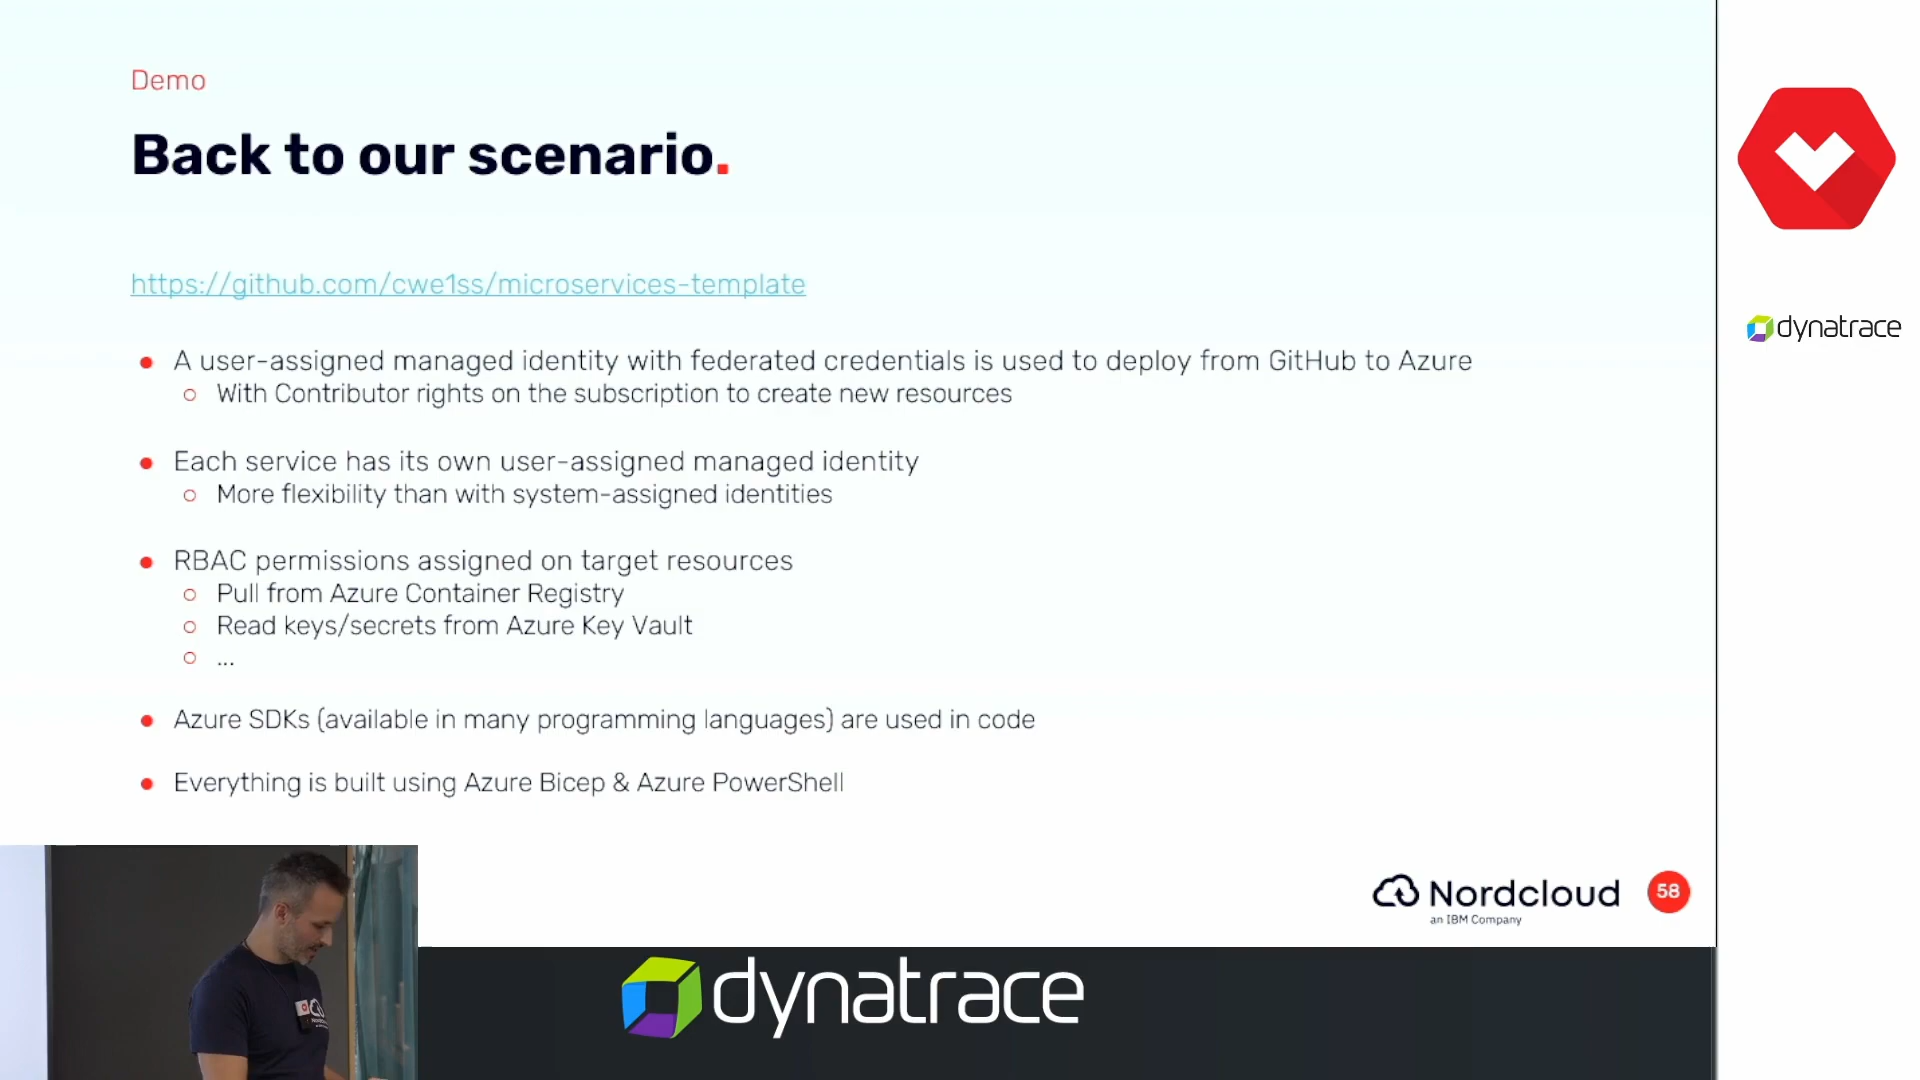 Demo
Back to our scenario.
https://github.com/cwe1ss/microservices-template
A user-assigned managed identity with federated credentials is used to deploy from GitHub to Azure
With Contributor rights on the subscription to create new resources
Each service has its own user-assigned managed identity
More flexibility than with system-assigned identities
RBAC permissions assigned on target resources
Pull from Azure Container Registry
Read keys/secrets from Azure Key Vault
...
Azure SDKs (available in many programming languages) are used in code
Everything is built using Azure Bicep & Azure PowerShell
Nordcloud
an IBM Company
58
dynatrace
dynatrace